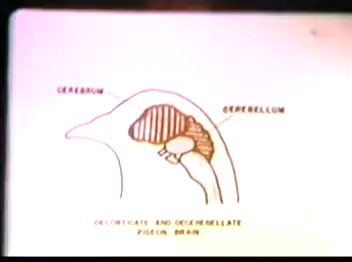 CEREBRUM
CEREBELLUM
DECORTICATE AND DECEREBELLATE
PIGEON BRAIN